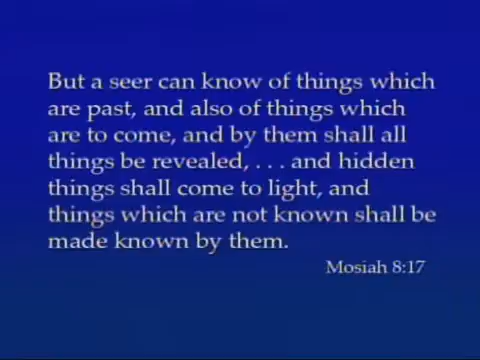 But a seer can know of things which
are past, and also of things which
are to come, and by them shall all
things be revealed, . . . and hidden
things shall come to light, and
things which are not known shall be
made known by them.
Mosiah 8:17